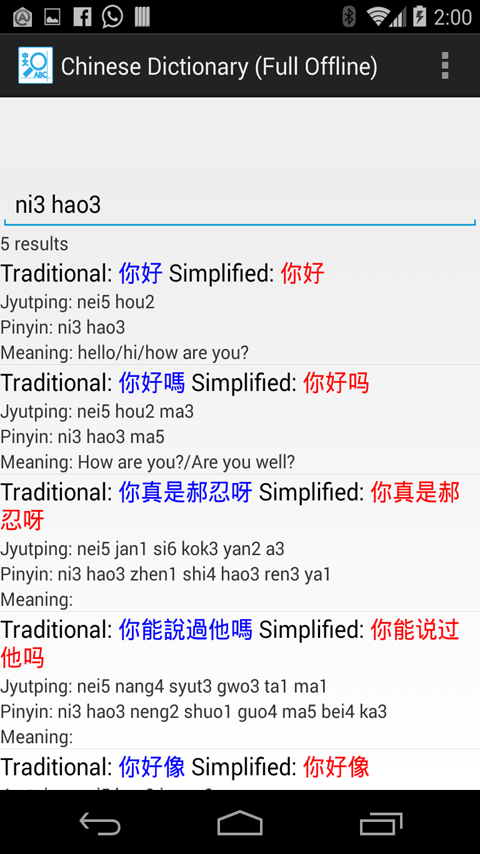 2:00
Chinese Dictionary (Full Offline)
ni3 hao3
5 results
Traditional: 你好 Simplified: 你好
Jyutping: nei5 hou2
Pinyin: ni3 hao3
Meaning: hello/hi/how are you?
Traditional: 你好嗎 Simplified: 你好吗
Jyutping: nei5 hou2 ma3
Pinyin: ni3 hao3 ma5
Meaning: How are you?/Are you well?
Traditional: 你真是郝忍呀 Simplified: 你真是郝
忍呀
Jyutping: nei5 jan1 si6 kok3 yan2 a3
Pinyin: ni3 hao3 zhen1 shi4 hao3 ren3 ya1
Meaning:
Traditional: 你能說過他嗎 Simplified: 你能说过
他吗
Jyutping: nei5 nang4 syut3 gwo3 ta1 ma1
Pinyin: ni3 hao3 neng2 shuo1 guo4 ma5 bei4 ka3
Meaning:
Traditional: 你好像 Simplified: 你好像